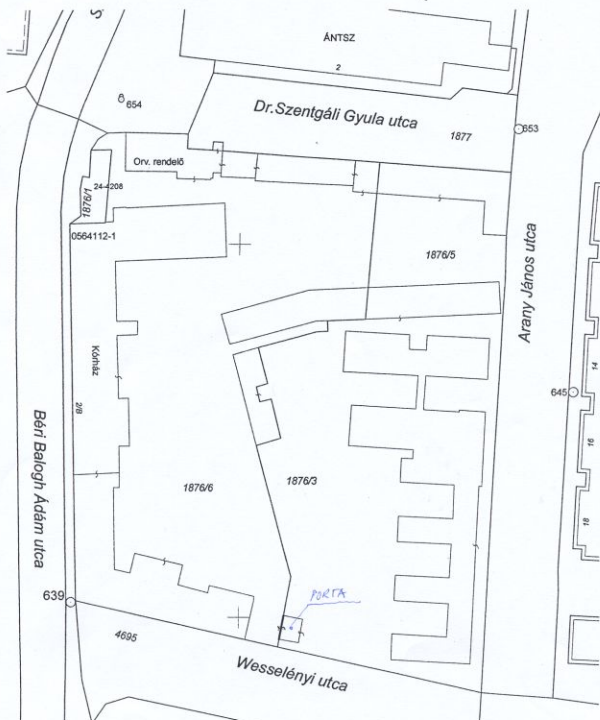 S
ÁNTSZ
2
654
Dr.Szentgáli Gyula utca
1877
653
Orv. rendelő
24-4208
1876/1
0564112-1
1876/5
Arany János utca
Kórház
2/B
14
645
16
18
Béri Balogh Ádám utca
1876/6
1876/3
639
PORTA
4695
Wesselényi utca